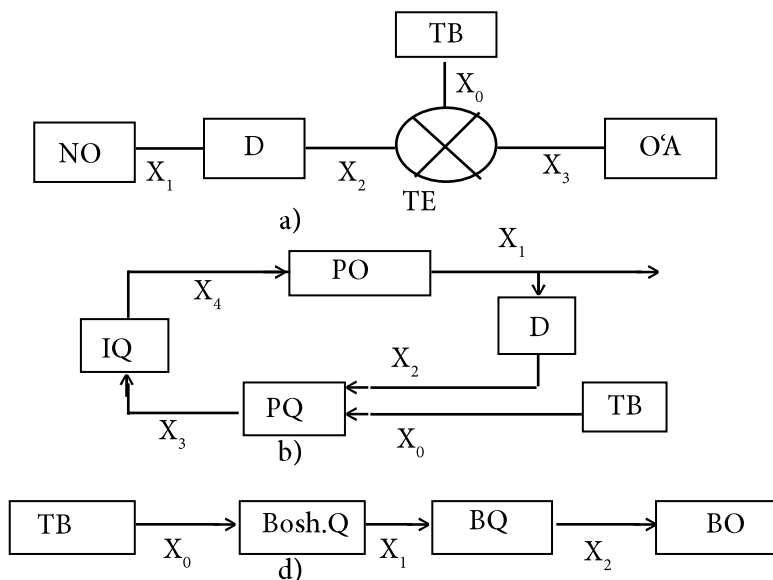 TB
X0
NO
D
O‘A
X1
X2
X3
TE
a)
X1
PO
X4
D
IQ
X2
PQ
TB
X3
X0
b)
TB
Bosh.Q
BQ
BO
X0
X1
X2
d)